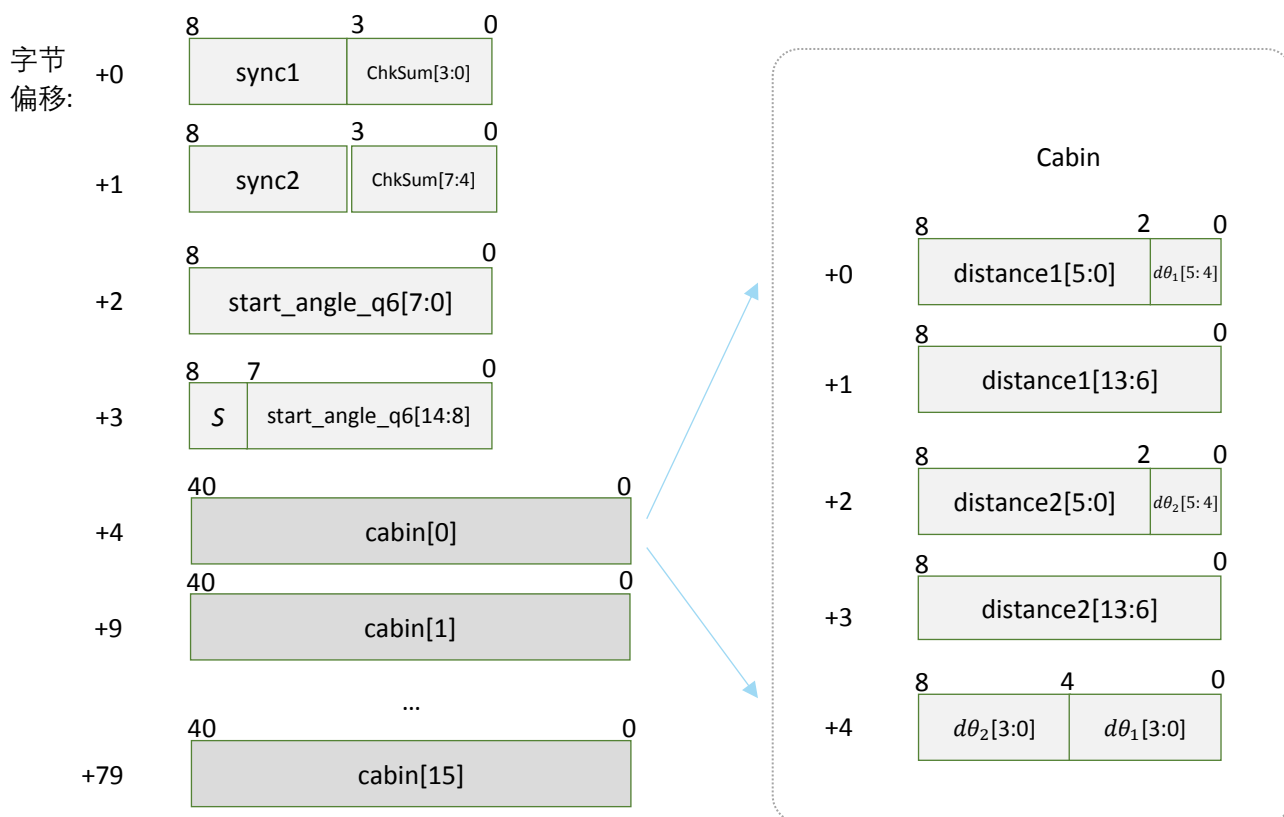 字节
偏移:
8 3 0
+0 sync1 ChkSum[3:0]
8 3 0
+1 sync2 ChkSum[7:4]
8 0
+2 start_angle_q6[7:0]
8 7 0
+3 S start_angle_q6[14:8]
40 0
+4 cabin[0]
40 0
+9 cabin[1]
...
40 0
+79 cabin[15]
Cabin
8 2 0
+0 distance1[5:0] dθ₁[5:4]
8 0
+1 distance1[13:6]
8 2 0
+2 distance2[5:0] dθ₂[5:4]
8 0
+3 distance2[13:6]
8 4 0
+4 dθ₂[3:0] dθ₁[3:0]